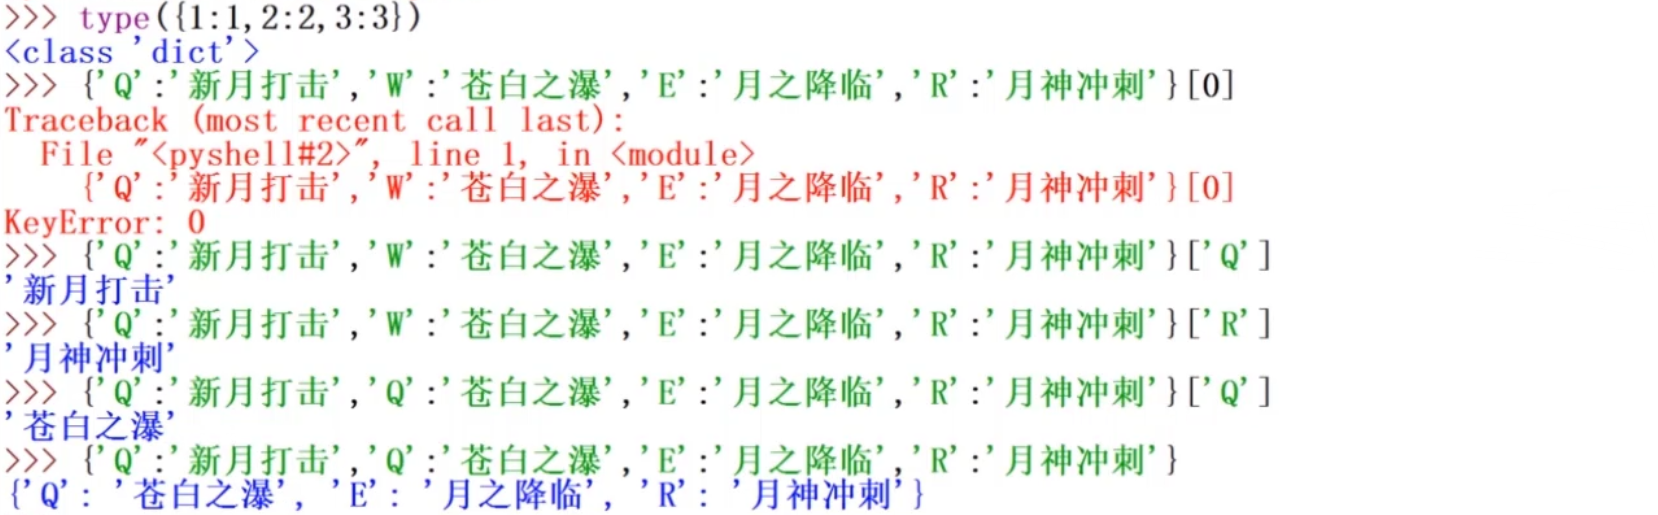 >>> type({1:1,2:2,3:3})
<class 'dict'>
>>> {'Q':'新月打击','W':'苍白之瀑','E':'月之降临','R':'月神冲刺'}[0]
Traceback (most recent call last):
  File "<pyshell#2>", line 1, in <module>
    {'Q':'新月打击','W':'苍白之瀑','E':'月之降临','R':'月神冲刺'}[0]
KeyError: 0
>>> {'Q':'新月打击','W':'苍白之瀑','E':'月之降临','R':'月神冲刺'}['Q']
'新月打击'
>>> {'Q':'新月打击','W':'苍白之瀑','E':'月之降临','R':'月神冲刺'}['R']
'月神冲刺'
>>> {'Q':'新月打击','Q':'苍白之瀑','E':'月之降临','R':'月神冲刺'}['Q']
'苍白之瀑'
>>> {'Q':'新月打击','Q':'苍白之瀑','E':'月之降临','R':'月神冲刺'}
{'Q': '苍白之瀑', 'E': '月之降临', 'R': '月神冲刺'}